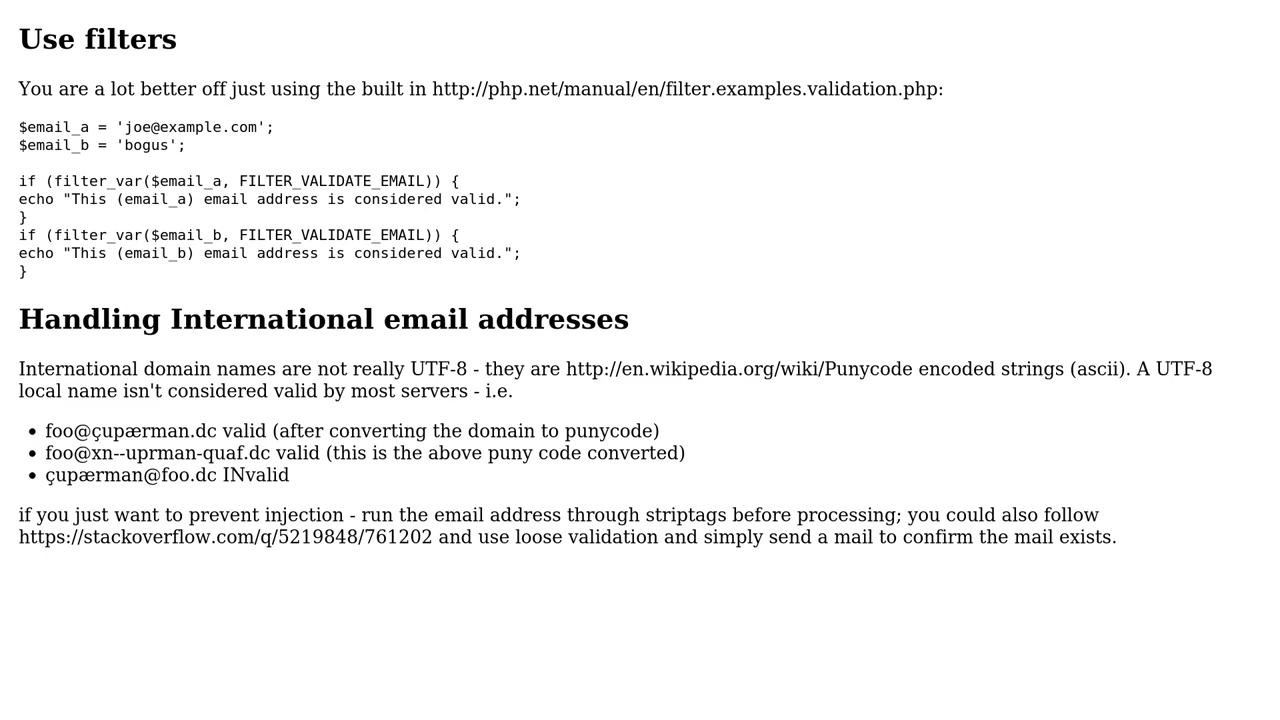 Use filters
You are a lot better off just using the built in http://php.net/manual/en/filter.examples.validation.php:
$email_a = 'joe@example.com';
$email_b = 'bogus';
if (filter_var($email_a, FILTER_VALIDATE_EMAIL)) {
echo "This (email_a) email address is considered valid.";
}
if (filter_var($email_b, FILTER_VALIDATE_EMAIL)) {
echo "This (email_b) email address is considered valid.";
}
Handling International email addresses
International domain names are not really UTF-8 - they are http://en.wikipedia.org/wiki/Punycode encoded strings (ascii). A UTF-8
local name isn't considered valid by most servers - i.e.
• foo@çupærman.dc valid (after converting the domain to punycode)
• foo@xn--uprman-quaf.dc valid (this is the above puny code converted)
• çupærman@foo.dc INvalid
if you just want to prevent injection - run the email address through striptags before processing; you could also follow
https://stackoverflow.com/q/5219848/761202 and use loose validation and simply send a mail to confirm the mail exists.